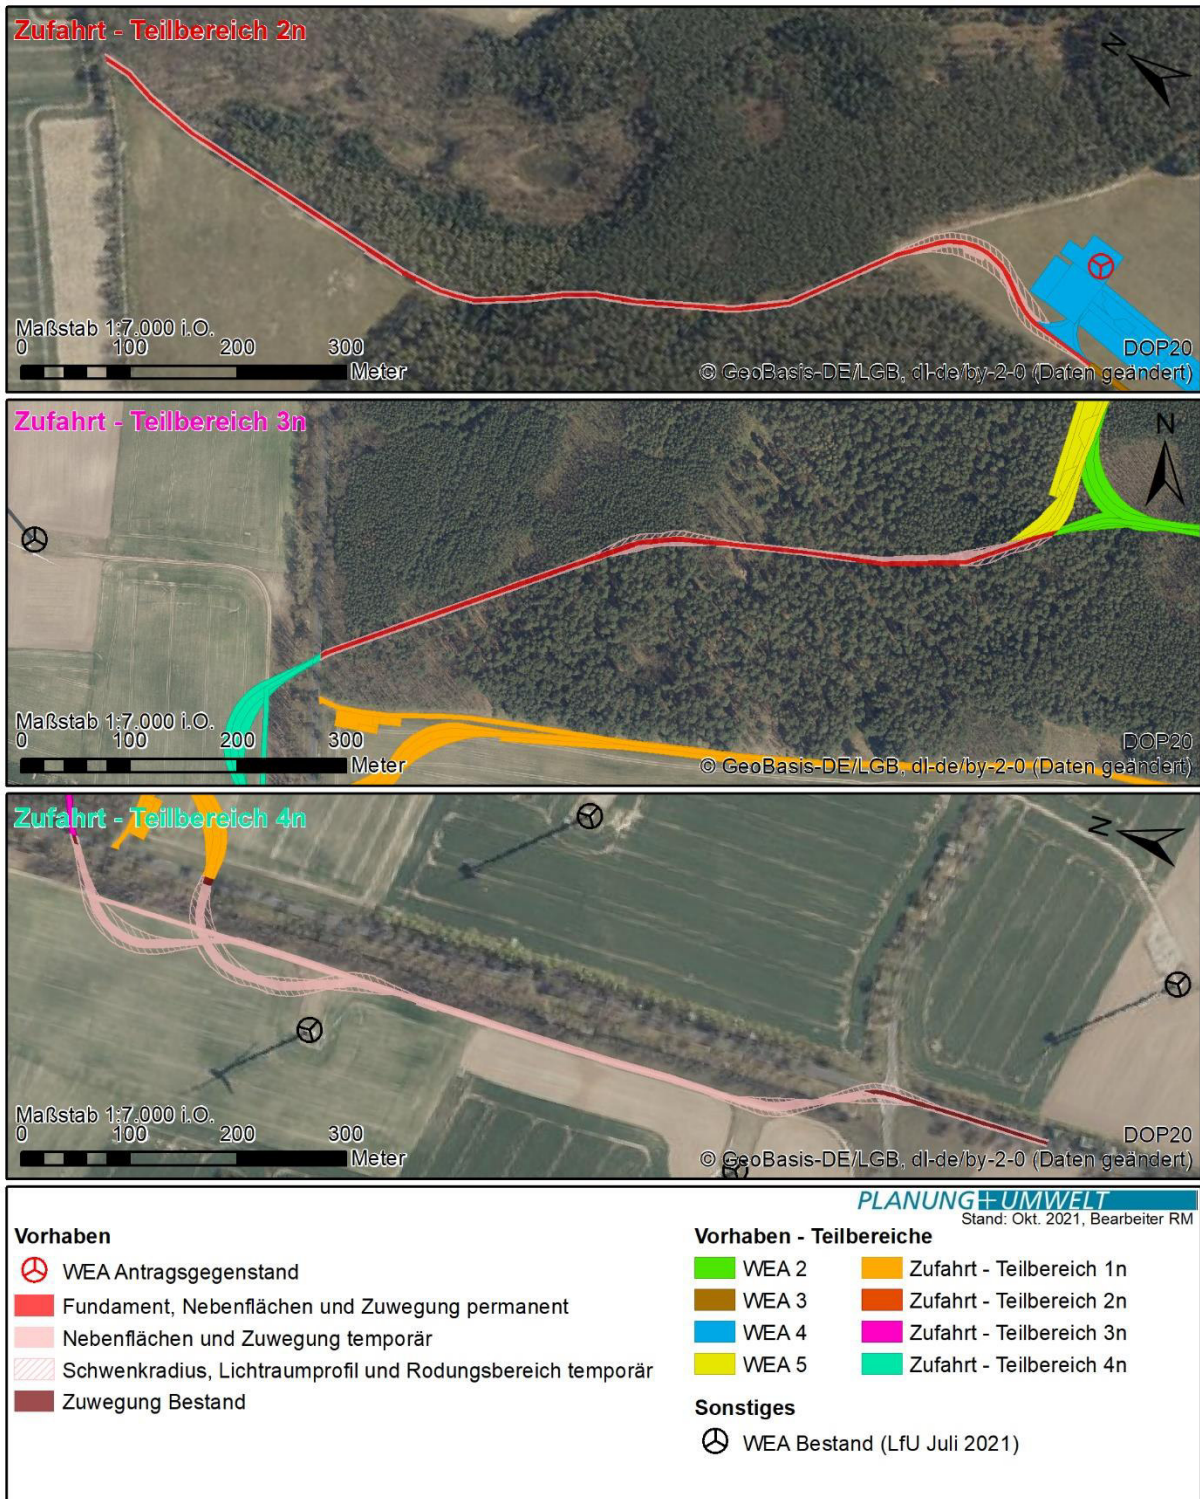 Zufahrt - Teilbereich 2n
N
Maßstab 1:7.000 i.O.
0 100 200 300
Meter
DOP20
© GeoBasis-DE/LGB, dl-de/by-2-0 (Daten geändert)
Zufahrt - Teilbereich 3n
N
Maßstab 1:7.000 i.O.
0 100 200 300
Meter
DOP20
© GeoBasis-DE/LGB, dl-de/by-2-0 (Daten geändert)
Zufahrt - Teilbereich 4n
N
Maßstab 1:7.000 i.O.
0 100 200 300
Meter
DOP20
© GeoBasis-DE/LGB, dl-de/by-2-0 (Daten geändert)
PLANUNG+UMWELT
Stand: Okt. 2021, Bearbeiter RM
Vorhaben
WEA Antragsgegenstand
Fundament, Nebenflächen und Zuwegung permanent
Nebenflächen und Zuwegung temporär
Schwenkradius, Lichtraumprofil und Rodungsbereich temporär
Zuwegung Bestand
Vorhaben - Teilbereiche
WEA 2
WEA 3
WEA 4
WEA 5
Zufahrt - Teilbereich 1n
Zufahrt - Teilbereich 2n
Zufahrt - Teilbereich 3n
Zufahrt - Teilbereich 4n
Sonstiges
WEA Bestand (LfU Juli 2021)